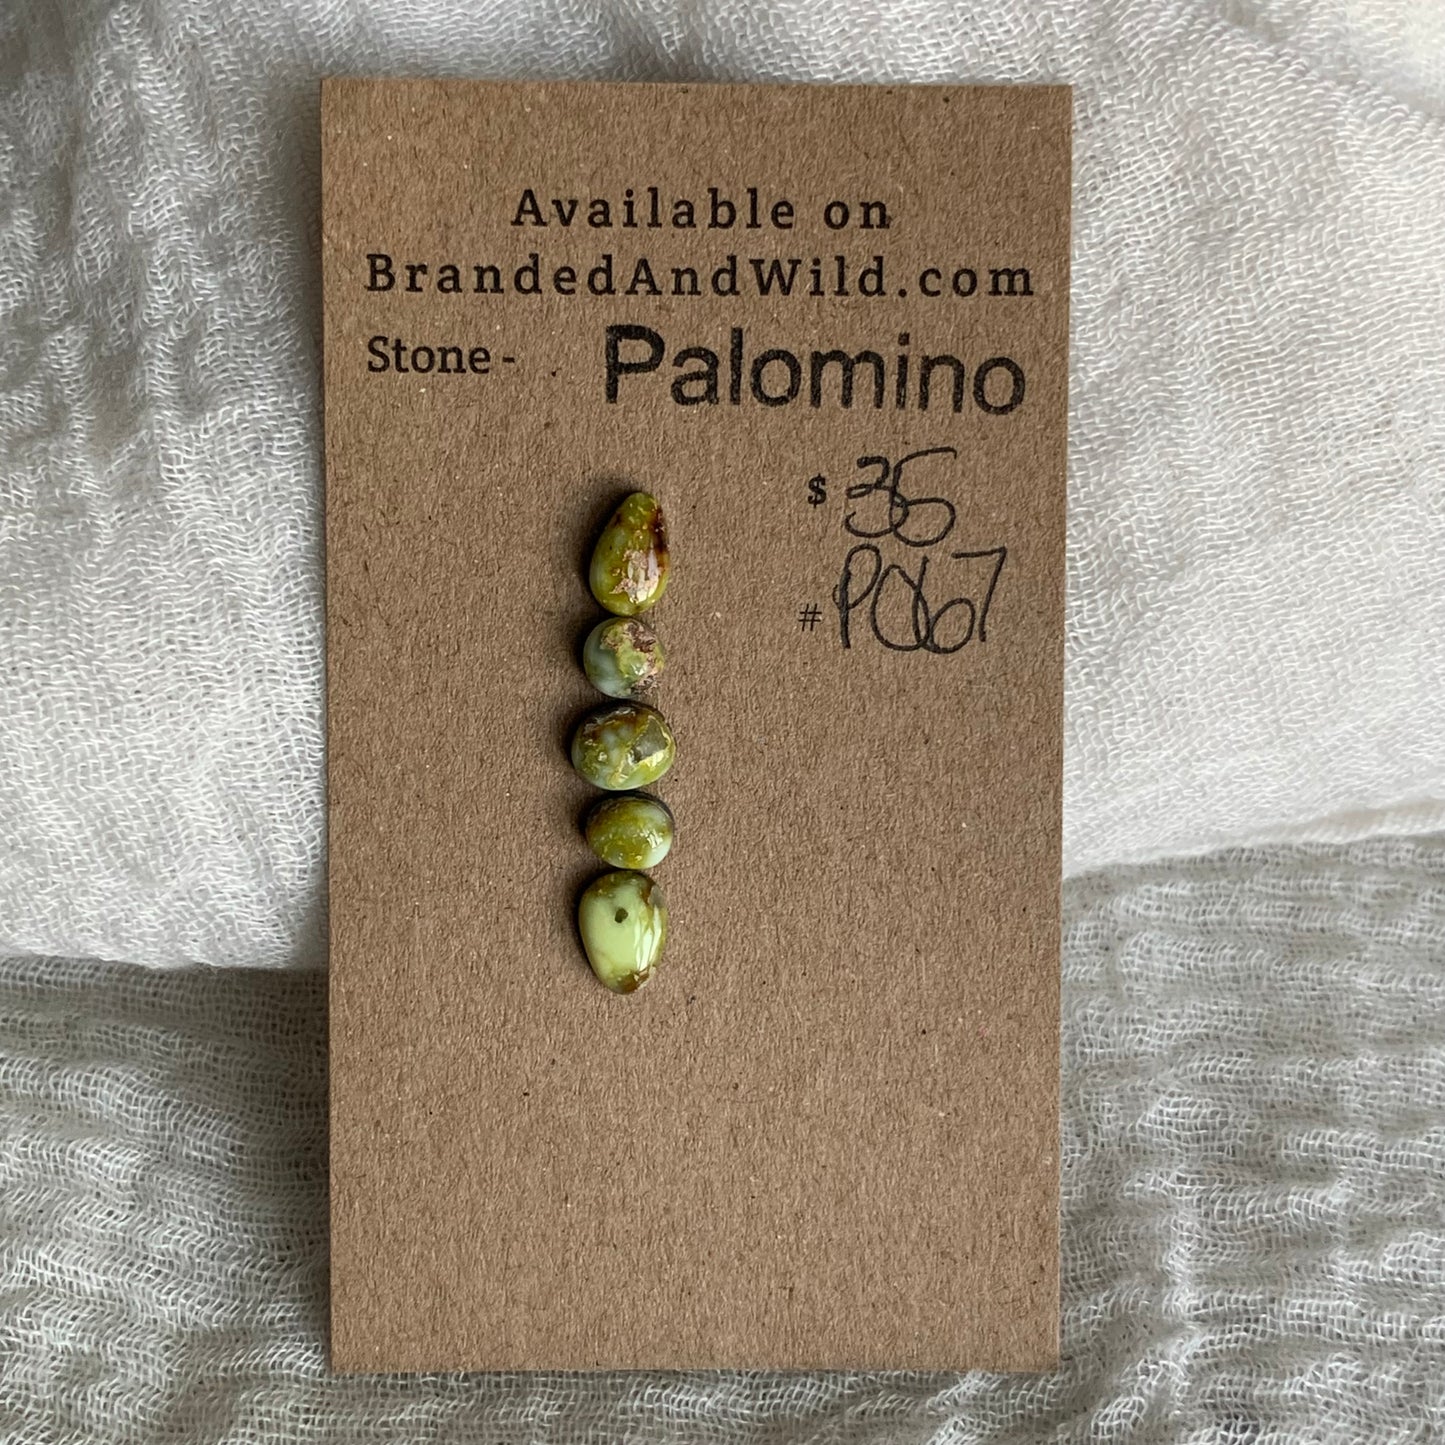 Available on
BrandedAndWild.com
Stone - Palomino
$ 35
# P067